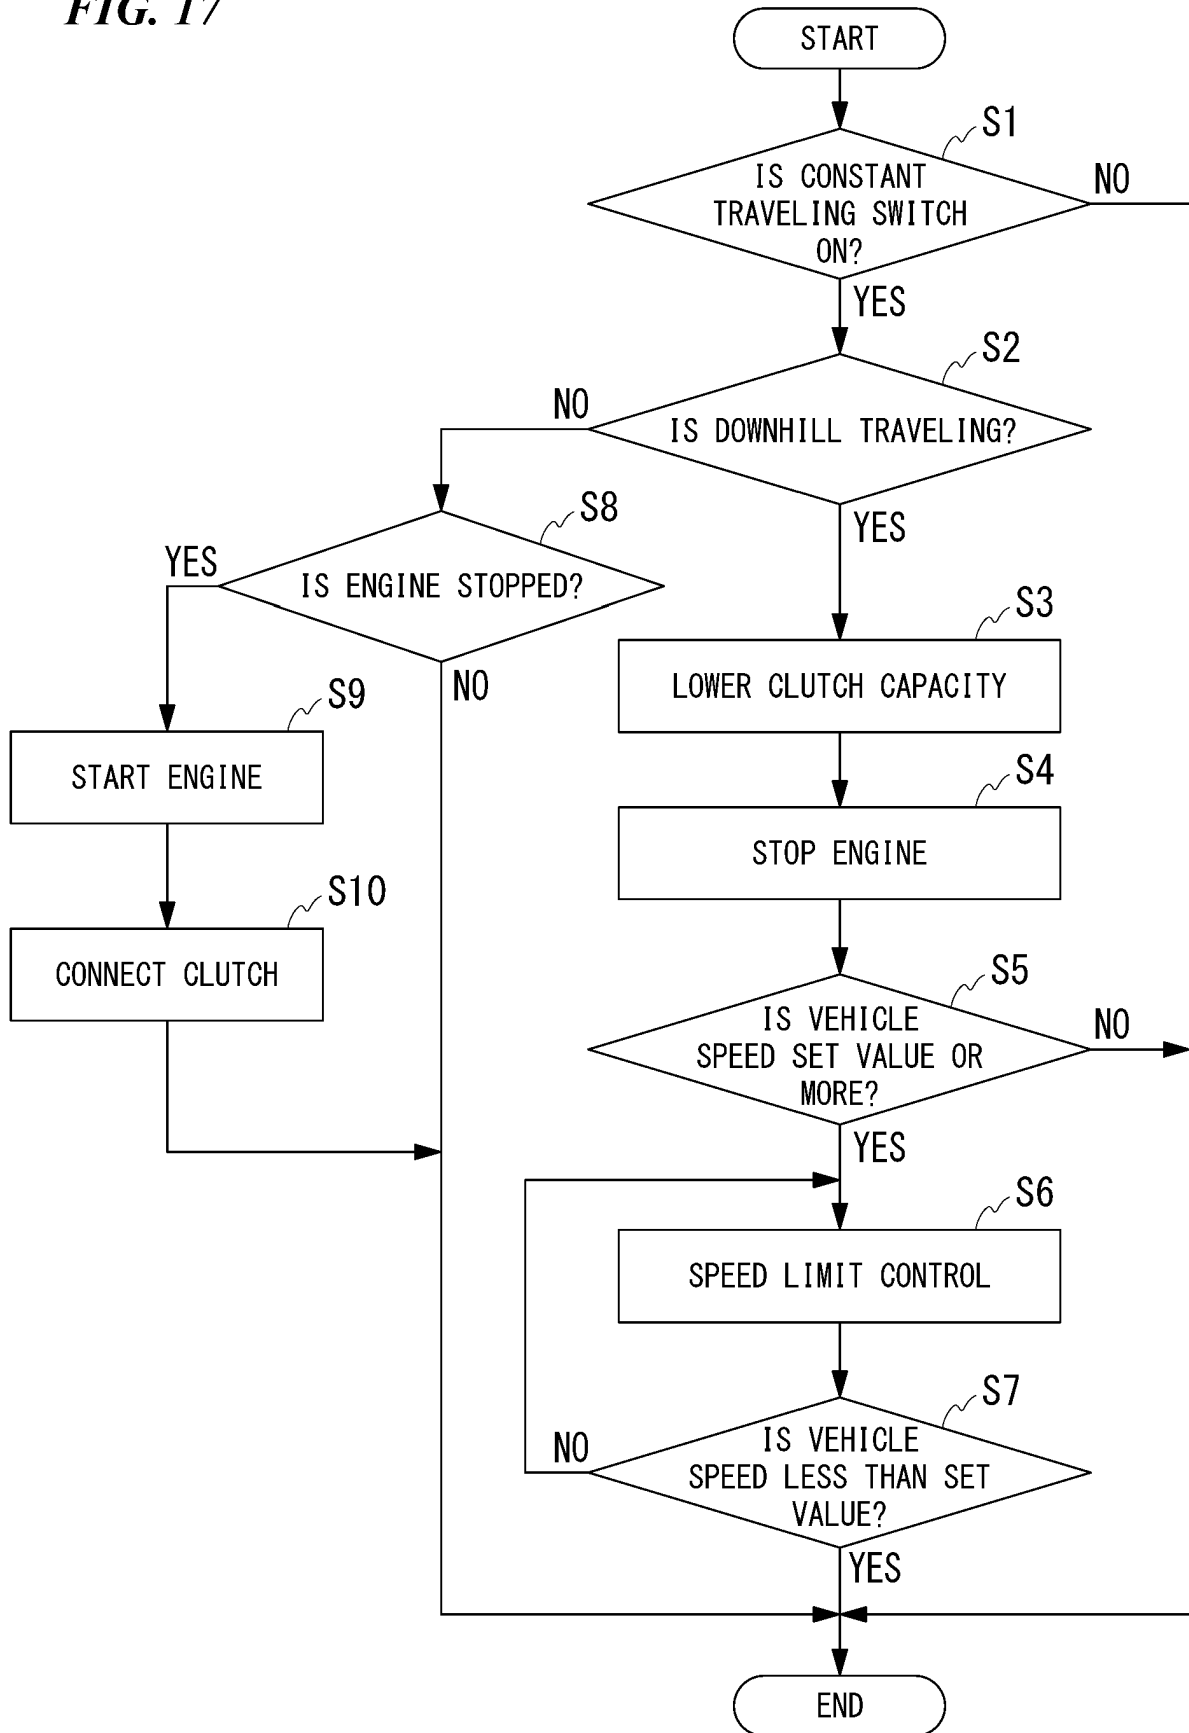 FIG. 17
START
S1
IS CONSTANT
TRAVELING SWITCH
ON?
NO
YES
S2
IS DOWNHILL TRAVELING?
NO
YES
S8
IS ENGINE STOPPED?
YES
NO
S3
LOWER CLUTCH CAPACITY
S9
START ENGINE
S4
STOP ENGINE
S10
CONNECT CLUTCH
S5
IS VEHICLE
SPEED SET VALUE OR
MORE?
NO
YES
S6
SPEED LIMIT CONTROL
S7
IS VEHICLE
SPEED LESS THAN SET
VALUE?
NO
YES
END